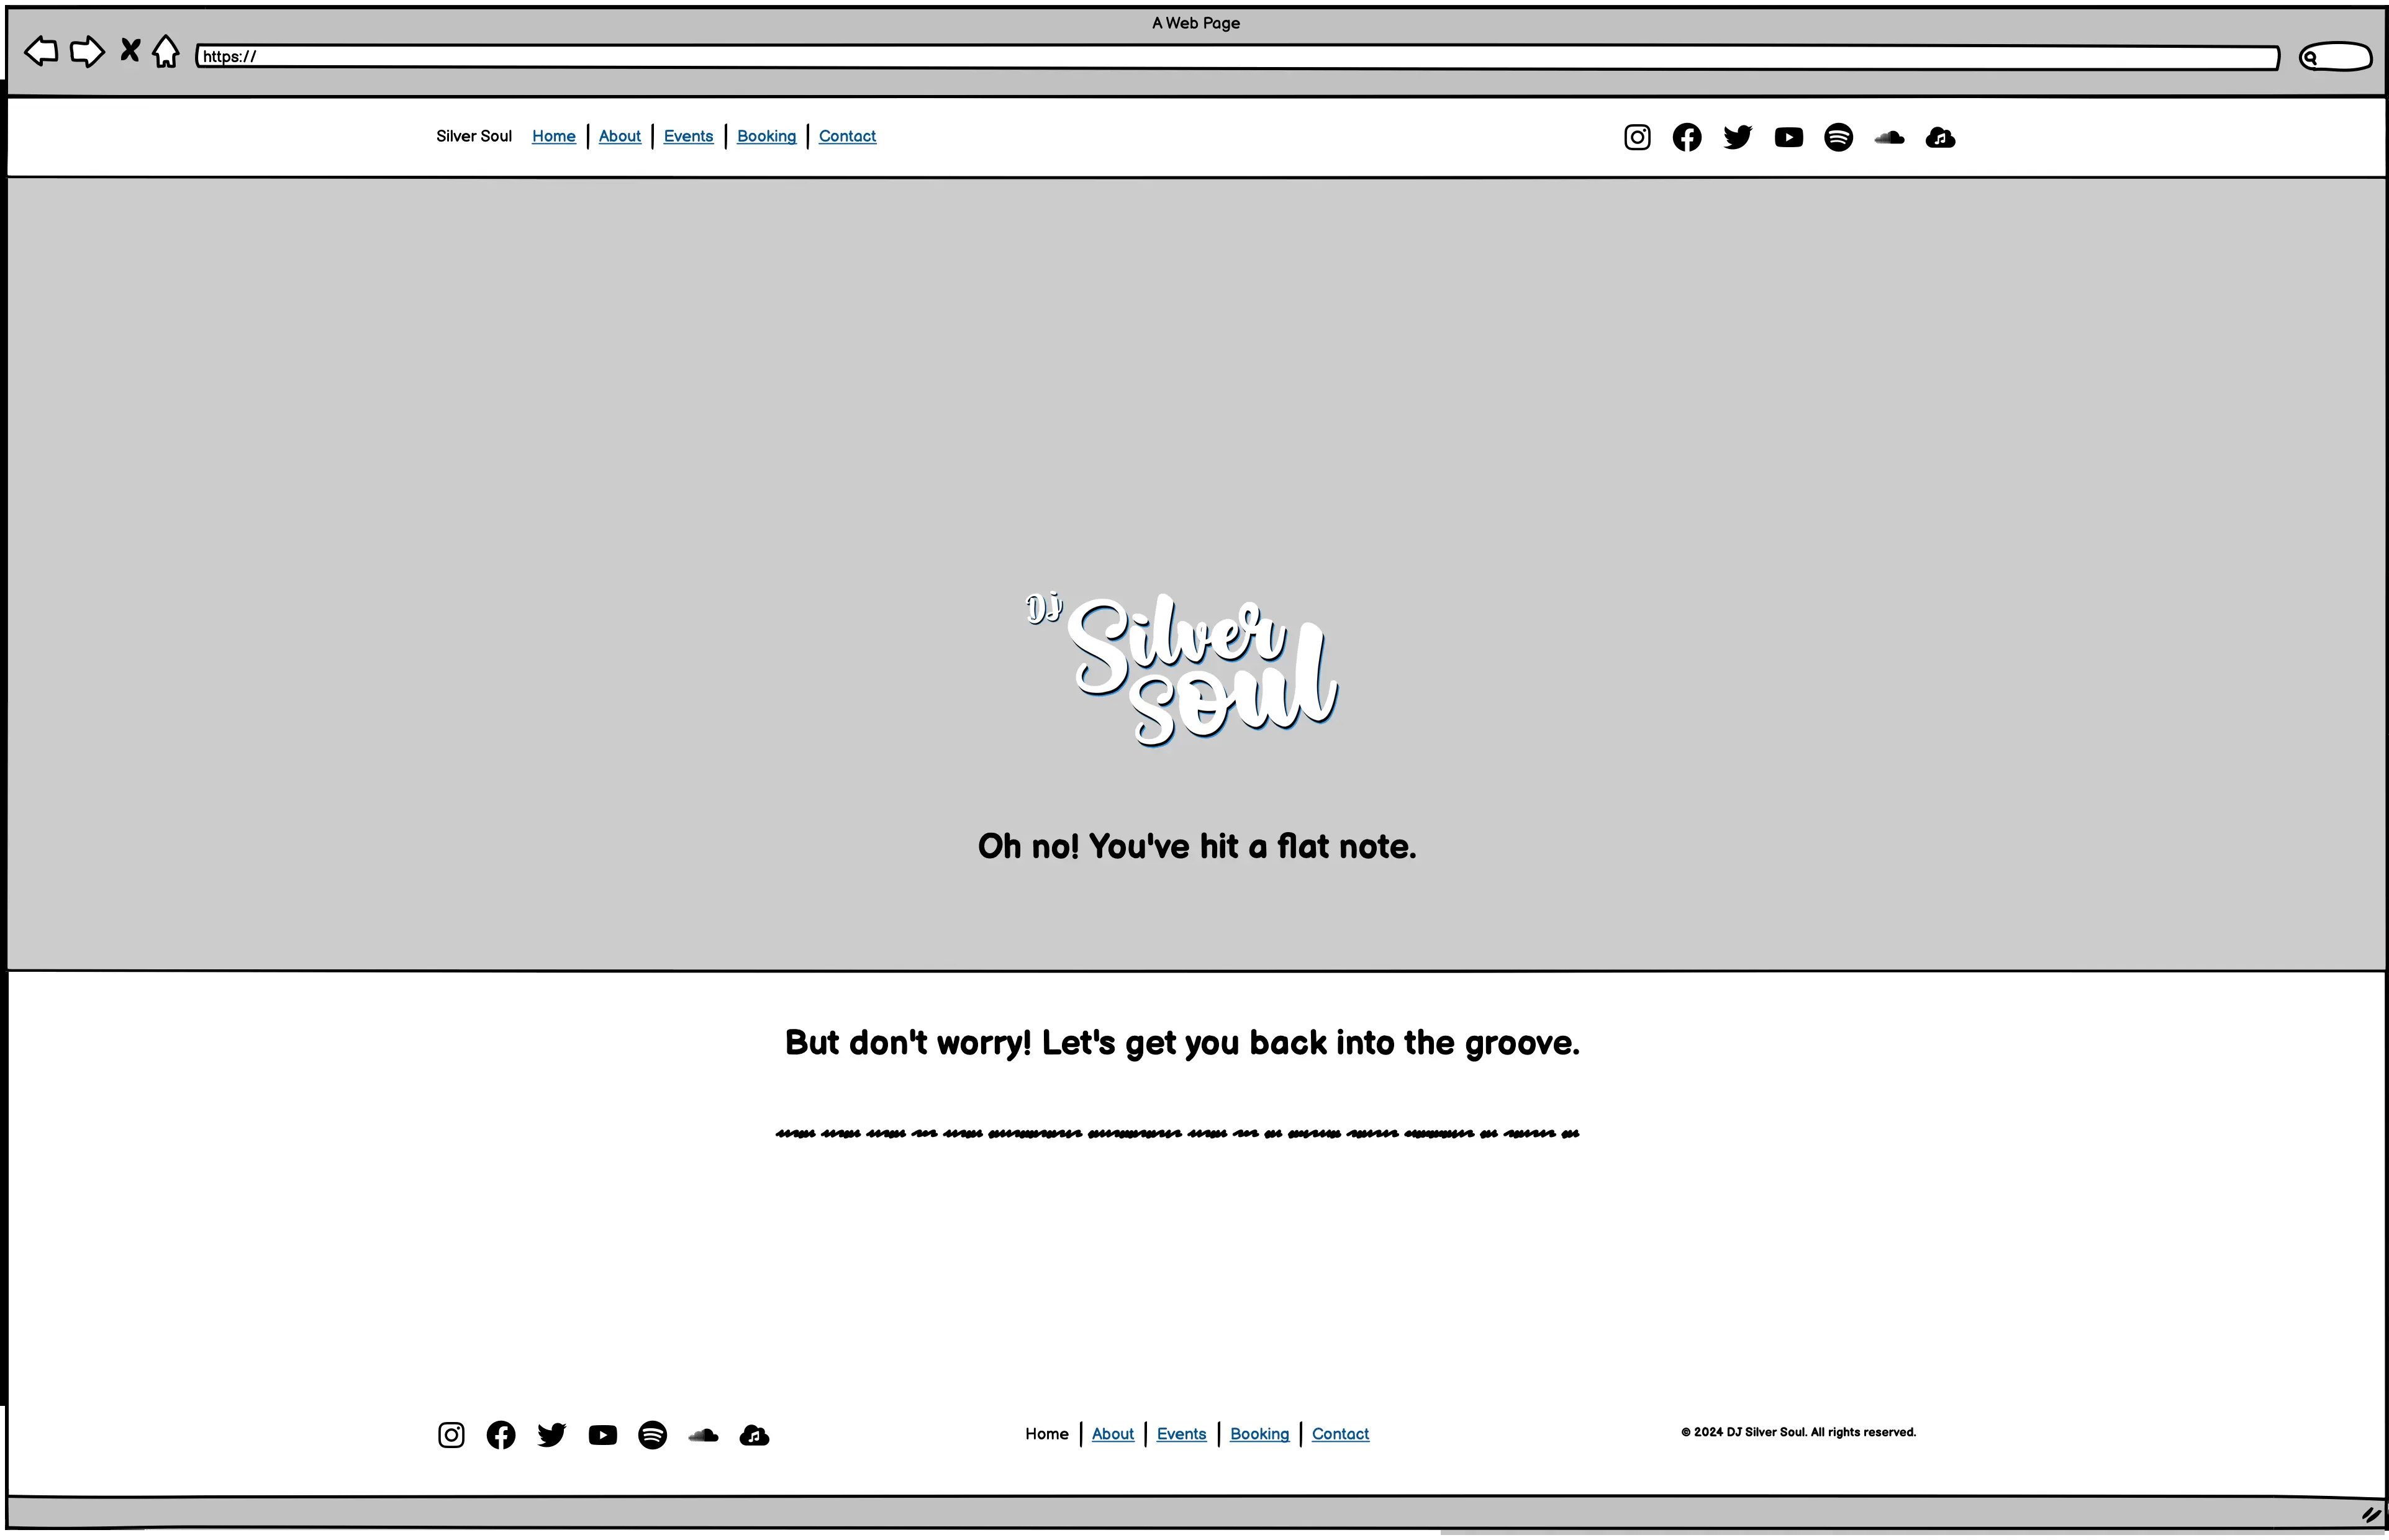 A Web Page
https://
Silver Soul Home About Events Booking Contact
DJ
Silver
Soul
Oh no! You've hit a flat note.
But don't worry! Let's get you back into the groove.
Home About Events Booking Contact
© 2024 DJ Silver Soul. All rights reserved.